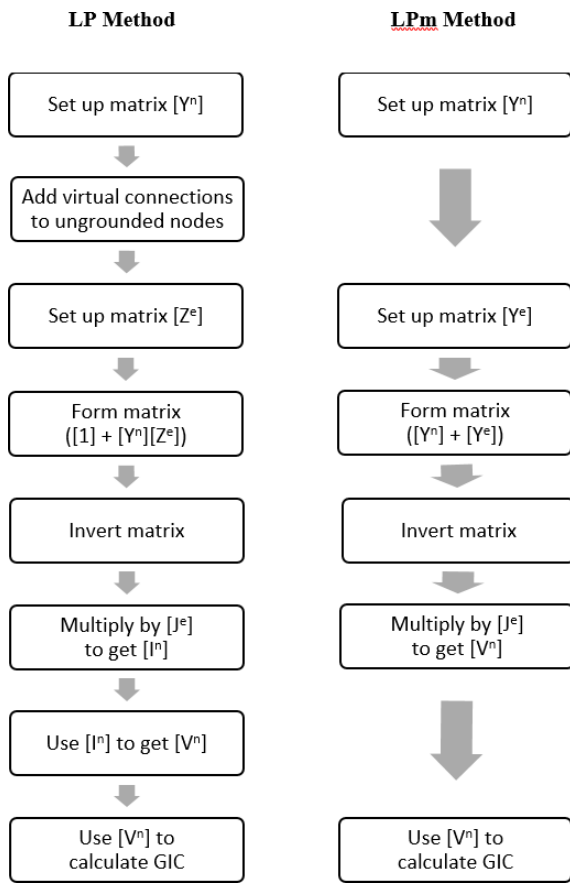 LP Method
Set up matrix [Yⁿ]
Add virtual connections
to ungrounded nodes
Set up matrix [Zᵉ]
Form matrix
([1] + [Yⁿ][Zᵉ])
Invert matrix
Multiply by [Jᵉ]
to get [Iⁿ]
Use [Iⁿ] to get [Vⁿ]
Use [Vⁿ] to
calculate GIC
LPm Method
Set up matrix [Yⁿ]
Set up matrix [Yᵉ]
Form matrix
([Yⁿ] + [Yᵉ])
Invert matrix
Multiply by [Jᵉ]
to get [Vⁿ]
Use [Vⁿ] to
calculate GIC